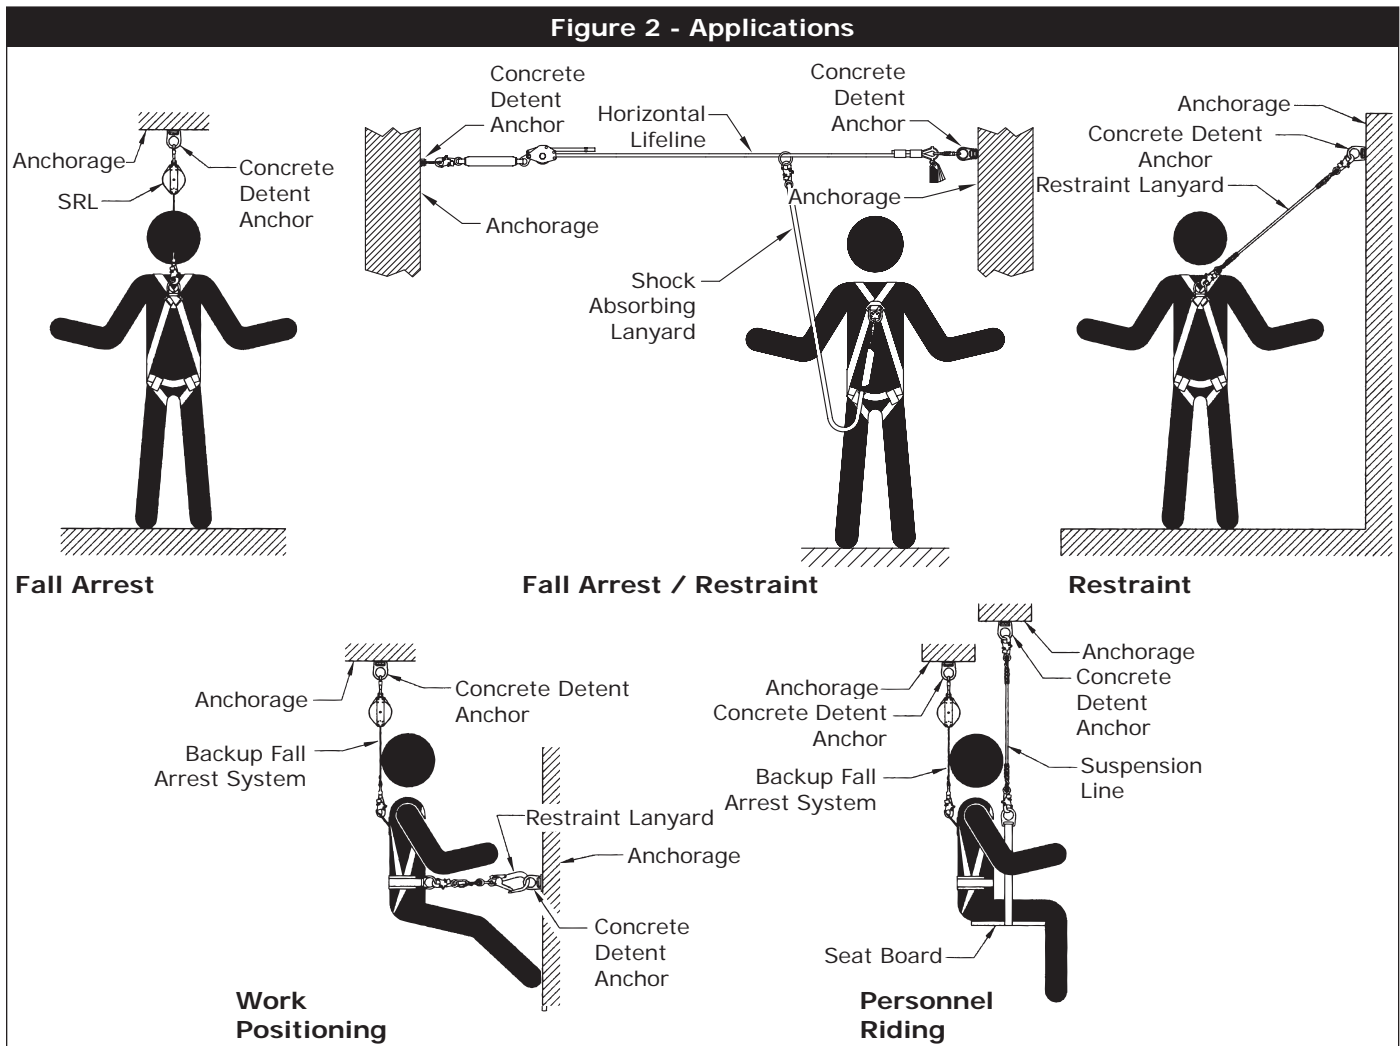 Figure 2 - Applications
Anchorage
SRL
Concrete
Detent
Anchor
Fall Arrest
Concrete
Detent
Anchor
Horizontal
Lifeline
Concrete
Detent
Anchor
Anchorage
Anchorage
Shock
Absorbing
Lanyard
Fall Arrest / Restraint
Anchorage
Concrete Detent
Anchor
Restraint Lanyard
Restraint
Anchorage
Concrete Detent
Anchor
Backup Fall
Arrest System
Restraint Lanyard
Anchorage
Concrete
Detent
Anchor
Work
Positioning
Anchorage
Concrete Detent
Anchor
Backup Fall
Arrest System
Anchorage
Concrete
Detent
Anchor
Suspension
Line
Seat Board
Personnel
Riding